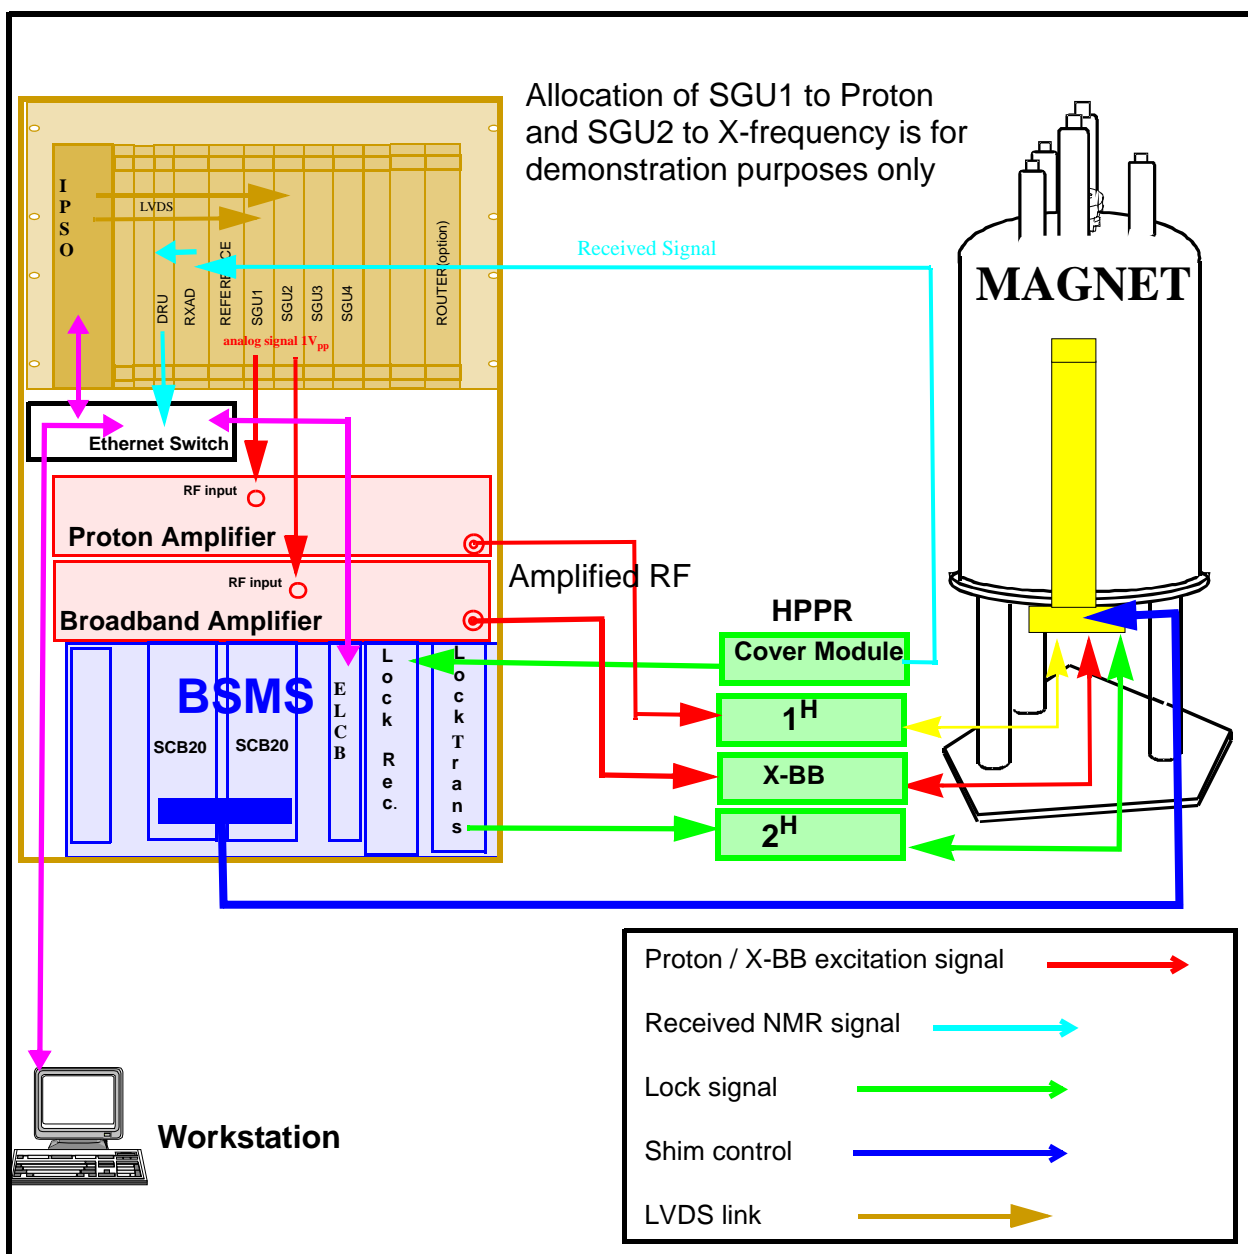 Allocation of SGU1 to Proton
and SGU2 to X-frequency is for
demonstration purposes only
IPSO
LVDS
DRU
RXAD
REFERENCE
SGU1
SGU2
SGU3
SGU4
ROUTER(option)
Received Signal
MAGNET
analog signal 1Vpp
Ethernet Switch
RF input
Proton Amplifier
RF input
Broadband Amplifier
Amplified RF
HPPR
Cover Module
1H
X-BB
2H
BSMS
SCB20
SCB20
ELCB
Lock Rec.
Lock Trans
Workstation
Proton / X-BB excitation signal
Received NMR signal
Lock signal
Shim control
LVDS link